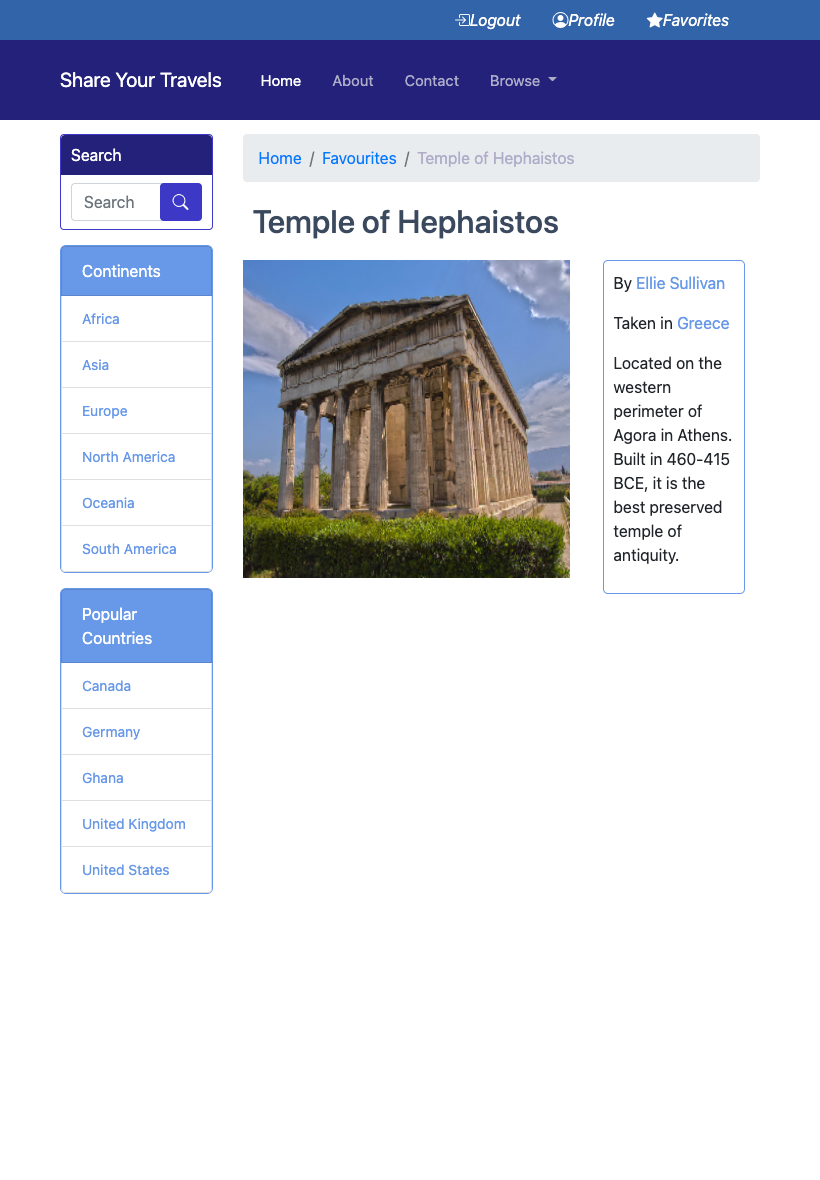 Logout Profile Favorites
Share Your Travels Home About Contact Browse
Search
Search
Continents
Africa
Asia
Europe
North America
Oceania
South America
Popular
Countries
Canada
Germany
Ghana
United Kingdom
United States
Home / Favourites / Temple of Hephaistos
Temple of Hephaistos
By Ellie Sullivan
Taken in Greece
Located on the
western
perimeter of
Agora in Athens.
Built in 460-415
BCE, it is the
best preserved
temple of
antiquity.